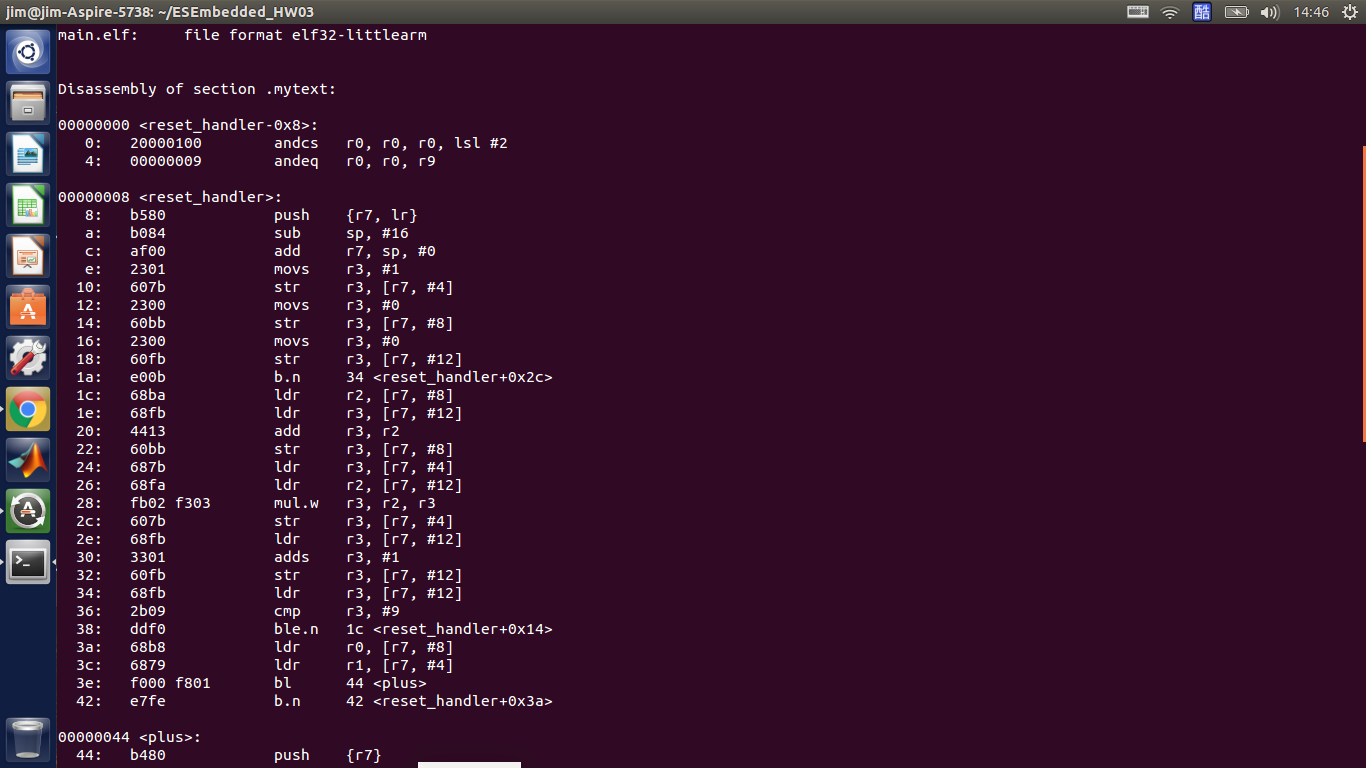 jim@jim-Aspire-5738: ~/ESEmbedded_HW03 酷 14:46
main.elf:     file format elf32-littlearm
Disassembly of section .mytext:
00000000 <reset_handler-0x8>:
   0:   20000100        andcs   r0, r0, r0, lsl #2
   4:   00000009        andeq   r0, r0, r9
00000008 <reset_handler>:
   8:   b580            push    {r7, lr}
   a:   b084            sub     sp, #16
   c:   af00            add     r7, sp, #0
   e:   2301            movs    r3, #1
  10:   607b            str     r3, [r7, #4]
  12:   2300            movs    r3, #0
  14:   60bb            str     r3, [r7, #8]
  16:   2300            movs    r3, #0
  18:   60fb            str     r3, [r7, #12]
  1a:   e00b            b.n     34 <reset_handler+0x2c>
  1c:   68ba            ldr     r2, [r7, #8]
  1e:   68fb            ldr     r3, [r7, #12]
  20:   4413            add     r3, r2
  22:   60bb            str     r3, [r7, #8]
  24:   687b            ldr     r3, [r7, #4]
  26:   68fa            ldr     r2, [r7, #12]
  28:   fb02 f303       mul.w   r3, r2, r3
  2c:   607b            str     r3, [r7, #4]
  2e:   68fb            ldr     r3, [r7, #12]
  30:   3301            adds    r3, #1
  32:   60fb            str     r3, [r7, #12]
  34:   68fb            ldr     r3, [r7, #12]
  36:   2b09            cmp     r3, #9
  38:   ddf0            ble.n   1c <reset_handler+0x14>
  3a:   68b8            ldr     r0, [r7, #8]
  3c:   6879            ldr     r1, [r7, #4]
  3e:   f000 f801       bl      44 <plus>
  42:   e7fe            b.n     42 <reset_handler+0x3a>
00000044 <plus>:
  44:   b480            push    {r7}